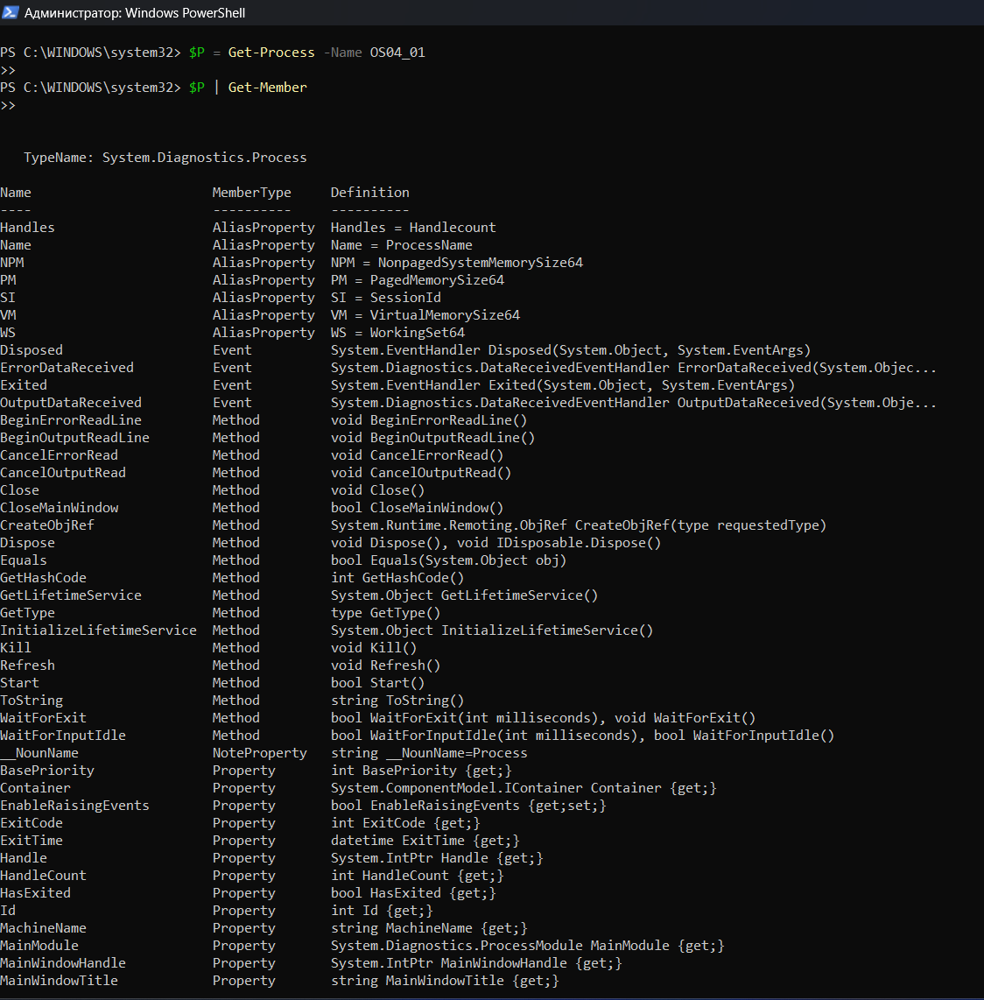 Администратор: Windows PowerShell
PS C:\WINDOWS\system32> $P = Get-Process -Name OS04_01
>>
PS C:\WINDOWS\system32> $P | Get-Member
>>
TypeName: System.Diagnostics.Process
Name MemberType Definition
---- ---------- ----------
Handles AliasProperty Handles = Handlecount
Name AliasProperty Name = ProcessName
NPM AliasProperty NPM = NonpagedSystemMemorySize64
PM AliasProperty PM = PagedMemorySize64
SI AliasProperty SI = SessionId
VM AliasProperty VM = VirtualMemorySize64
WS AliasProperty WS = WorkingSet64
Disposed Event System.EventHandler Disposed(System.Object, System.EventArgs)
ErrorDataReceived Event System.Diagnostics.DataReceivedEventHandler ErrorDataReceived(System.Objec...
Exited Event System.EventHandler Exited(System.Object, System.EventArgs)
OutputDataReceived Event System.Diagnostics.DataReceivedEventHandler OutputDataReceived(System.Obje...
BeginErrorReadLine Method void BeginErrorReadLine()
BeginOutputReadLine Method void BeginOutputReadLine()
CancelErrorRead Method void CancelErrorRead()
CancelOutputRead Method void CancelOutputRead()
Close Method void Close()
CloseMainWindow Method bool CloseMainWindow()
CreateObjRef Method System.Runtime.Remoting.ObjRef CreateObjRef(type requestedType)
Dispose Method void Dispose(), void IDisposable.Dispose()
Equals Method bool Equals(System.Object obj)
GetHashCode Method int GetHashCode()
GetLifetimeService Method System.Object GetLifetimeService()
GetType Method type GetType()
InitializeLifetimeService Method System.Object InitializeLifetimeService()
Kill Method void Kill()
Refresh Method void Refresh()
Start Method bool Start()
ToString Method string ToString()
WaitForExit Method bool WaitForExit(int milliseconds), void WaitForExit()
WaitForInputIdle Method bool WaitForInputIdle(int milliseconds), bool WaitForInputIdle()
__NounName NoteProperty string __NounName=Process
BasePriority Property int BasePriority {get;}
Container Property System.ComponentModel.IContainer Container {get;}
EnableRaisingEvents Property bool EnableRaisingEvents {get;set;}
ExitCode Property int ExitCode {get;}
ExitTime Property datetime ExitTime {get;}
Handle Property System.IntPtr Handle {get;}
HandleCount Property int HandleCount {get;}
HasExited Property bool HasExited {get;}
Id Property int Id {get;}
MachineName Property string MachineName {get;}
MainModule Property System.Diagnostics.ProcessModule MainModule {get;}
MainWindowHandle Property System.IntPtr MainWindowHandle {get;}
MainWindowTitle Property string MainWindowTitle {get;}